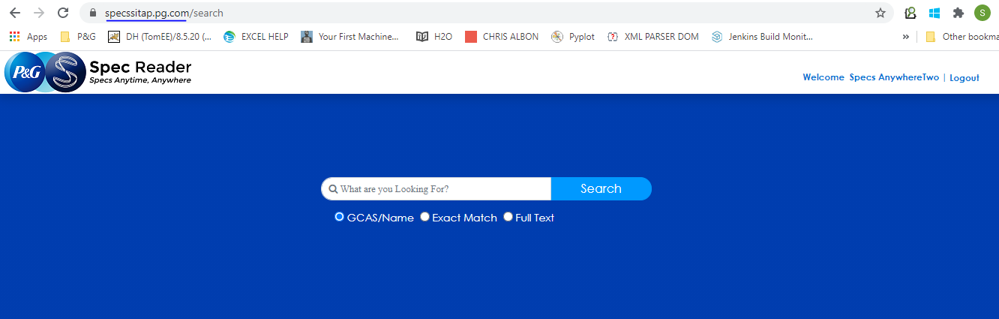 specssitap.pg.com/search
S
Apps P&G DH (TomEE)/8.5.20 (... EXCEL HELP Your First Machine... H2O CHRIS ALBON Pyplot XML PARSER DOM Jenkins Build Monit... » Other bookma
P&G S Spec Reader
Specs Anytime, Anywhere
Welcome Specs AnywhereTwo | Logout
What are you Looking For? Search
GCAS/Name Exact Match Full Text